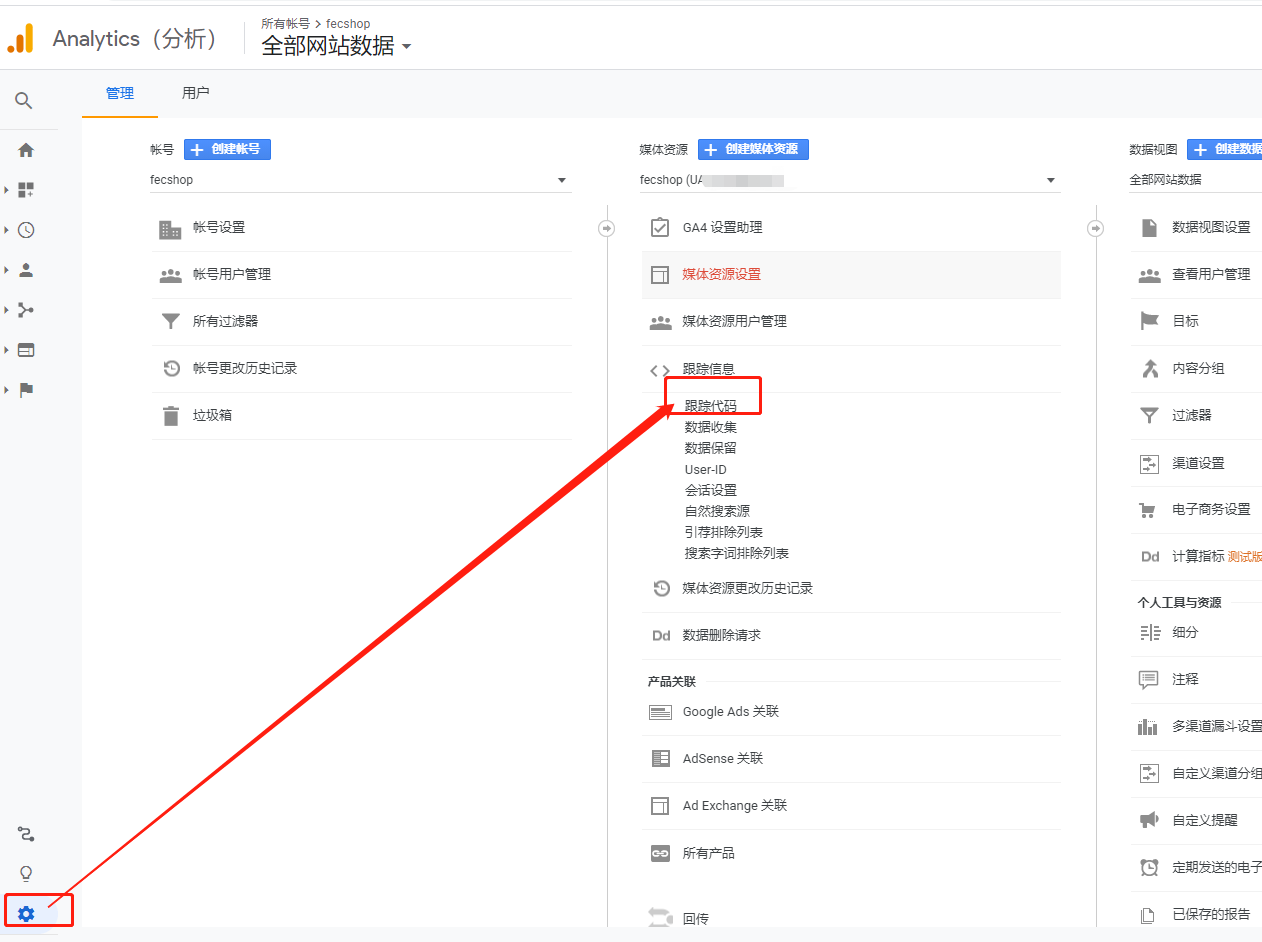 Analytics（分析）
所有帐号 > fecshop
全部网站数据
管理
用户
帐号
创建帐号
fecshop
帐号设置
帐号用户管理
所有过滤器
帐号更改历史记录
垃圾箱
媒体资源
创建媒体资源
fecshop (UA
GA4 设置助理
媒体资源设置
媒体资源用户管理
跟踪信息
跟踪代码
数据收集
数据保留
User-ID
会话设置
自然搜索源
引荐排除列表
搜索字词排除列表
媒体资源更改历史记录
Dd 数据删除请求
产品关联
Google Ads 关联
AdSense 关联
Ad Exchange 关联
所有产品
回传
数据视图
创建数据
全部网站数据
数据视图设置
查看用户管理
目标
内容分组
过滤器
渠道设置
电子商务设置
Dd 计算指标 测试版
个人工具与资源
细分
注释
多渠道漏斗设置
自定义渠道分组
自定义提醒
定期发送的电子
已保存的报告